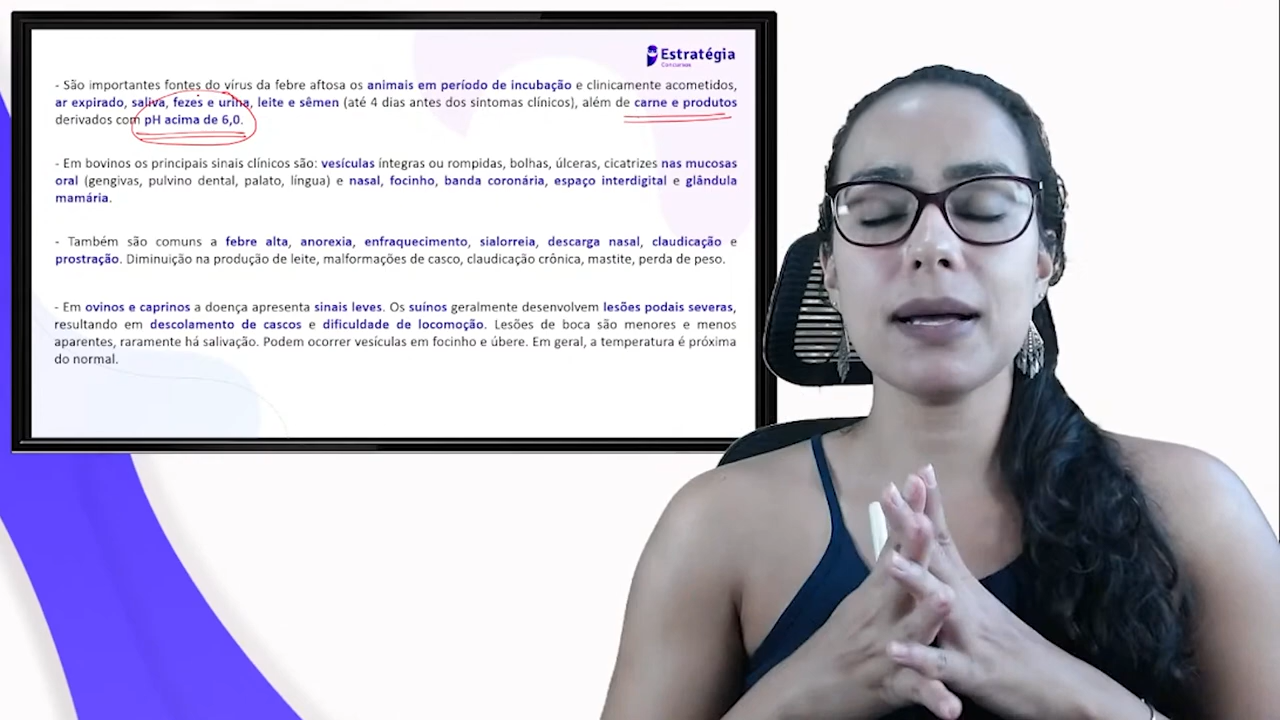 Estratégia
Concursos
- São importantes fontes do vírus da febre aftosa os animais em período de incubação e clinicamente acometidos,
ar expirado, saliva, fezes e urina, leite e sêmen (até 4 dias antes dos sintomas clínicos), além de carne e produtos
derivados com pH acima de 6,0.
- Em bovinos os principais sinais clínicos são: vesículas íntegras ou rompidas, bolhas, úlceras, cicatrizes nas mucosas
oral (gengivas, pulvino dental, palato, língua) e nasal, focinho, banda coronária, espaço interdigital e glândula
mamária.
- Também são comuns a febre alta, anorexia, enfraquecimento, sialorreia, descarga nasal, claudicação e
prostração. Diminuição na produção de leite, malformações de casco, claudicação crônica, mastite, perda de peso.
- Em ovinos e caprinos a doença apresenta sinais leves. Os suínos geralmente desenvolvem lesões podais severas,
resultando em descolamento de cascos e dificuldade de locomoção. Lesões de boca são menores e menos
aparentes, raramente há salivação. Podem ocorrer vesículas em focinho e úbere. Em geral, a temperatura é próxima
do normal.